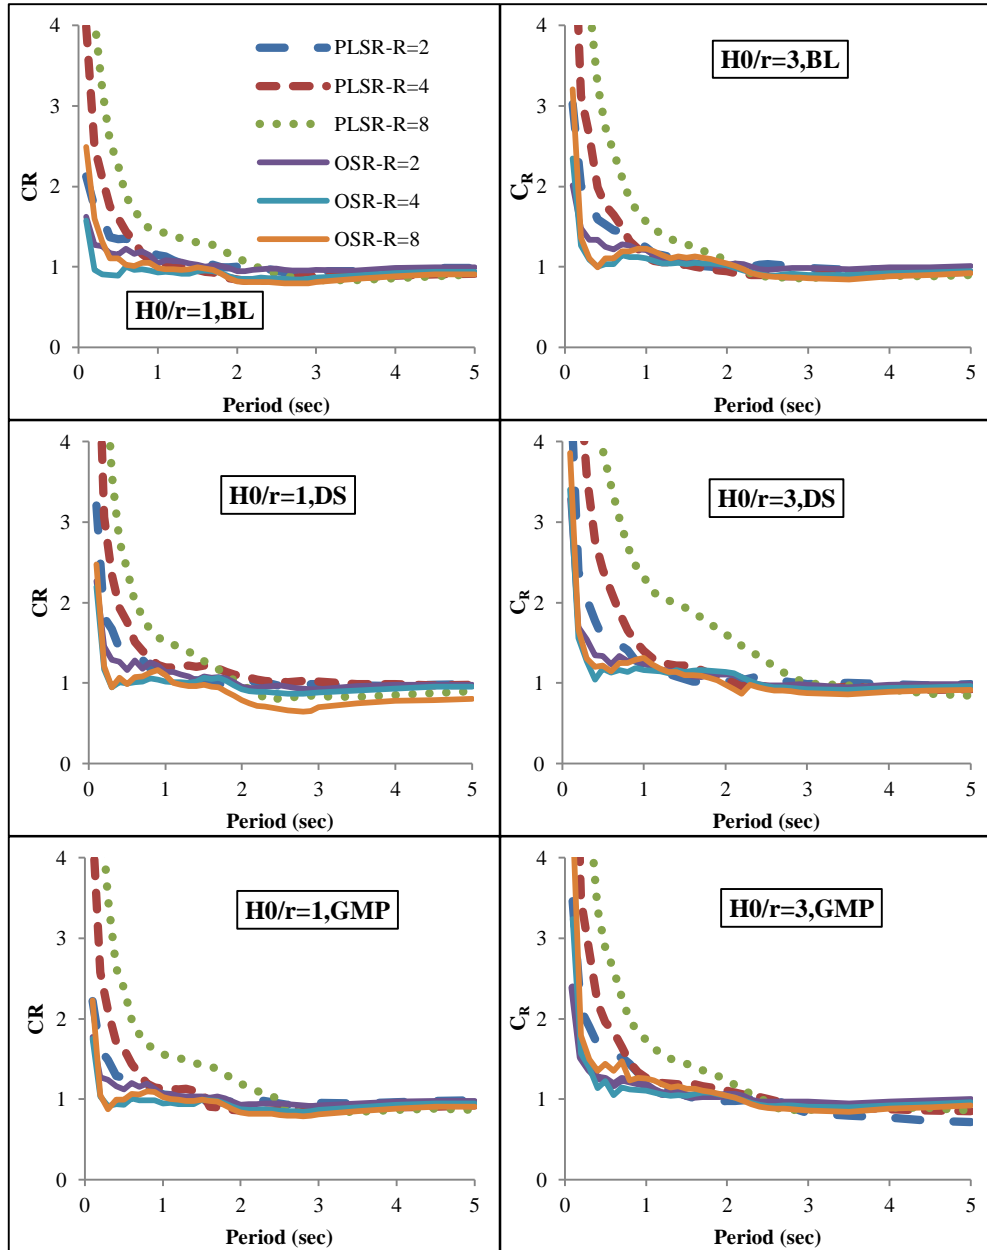 4
3
2
1
0
CR
PLSR-R=2
PLSR-R=4
PLSR-R=8
OSR-R=2
OSR-R=4
OSR-R=8
H0/r=1,BL
0 1 2 3 4 5
Period (sec)
4
3
2
1
0
C_R
H0/r=3,BL
0 1 2 3 4 5
Period (sec)
4
3
2
1
0
CR
H0/r=1,DS
0 1 2 3 4 5
Period (sec)
4
3
2
1
0
C_R
H0/r=3,DS
0 1 2 3 4 5
Period (sec)
4
3
2
1
0
CR
H0/r=1,GMP
0 1 2 3 4 5
Period (sec)
4
3
2
1
0
C_R
H0/r=3,GMP
0 1 2 3 4 5
Period (sec)